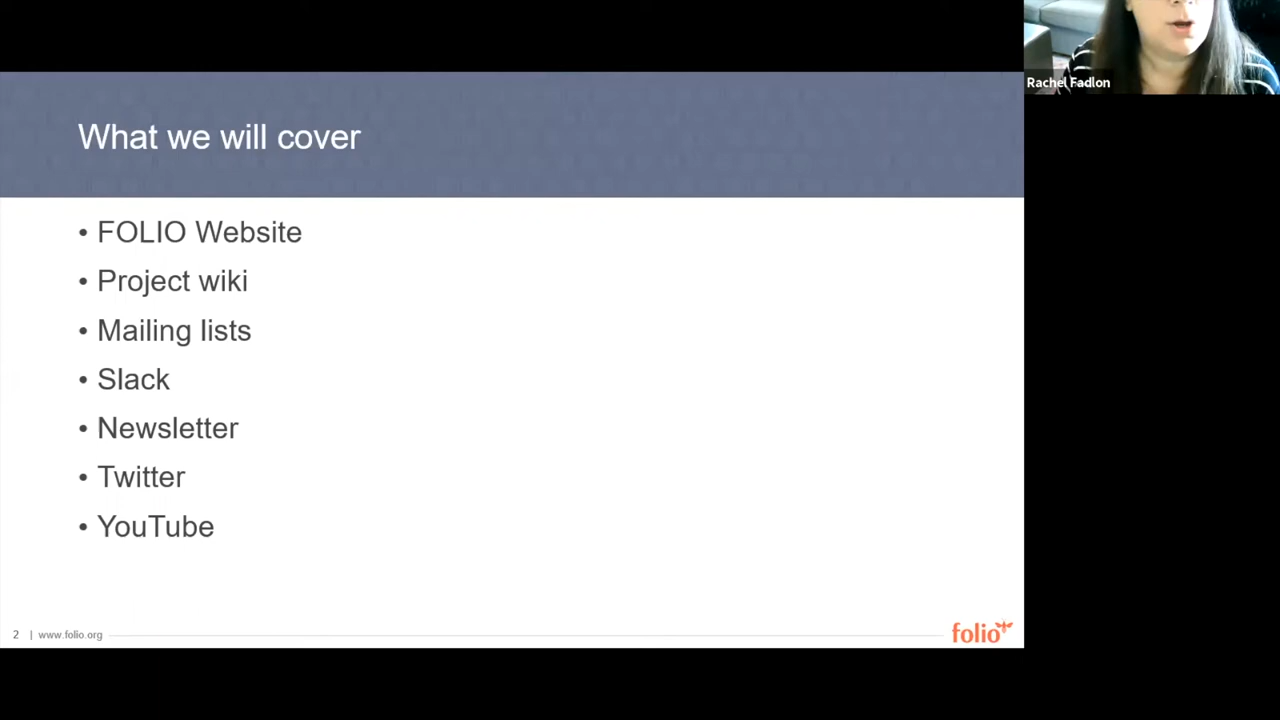 Rachel Fadlon
What we will cover
• FOLIO Website
• Project wiki
• Mailing lists
• Slack
• Newsletter
• Twitter
• YouTube
2 | www.folio.org
folio